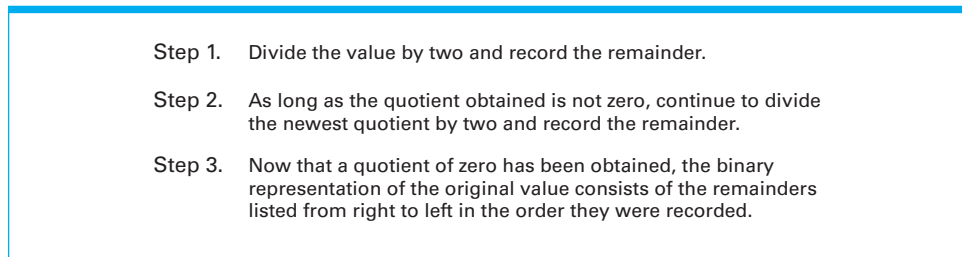 Step 1. Divide the value by two and record the remainder.
Step 2. As long as the quotient obtained is not zero, continue to divide
the newest quotient by two and record the remainder.
Step 3. Now that a quotient of zero has been obtained, the binary
representation of the original value consists of the remainders
listed from right to left in the order they were recorded.